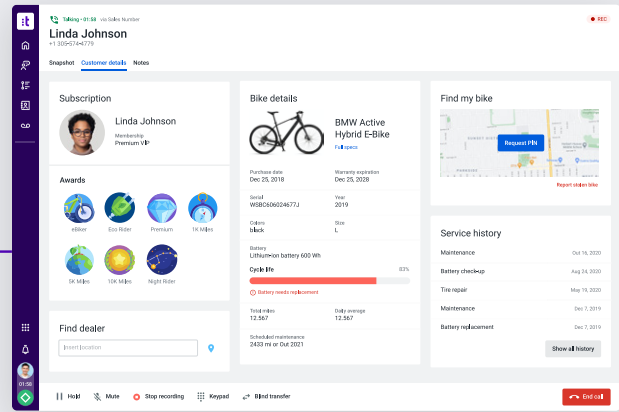 :t
Talking • 01:58 via Sales Number
REC
Linda Johnson
+1 305-574-4779
Snapshot Customer details Notes
Subscription
Linda Johnson
Membership
Premium VIP
Awards
eBiker Eco Rider Premium 1K Miles
5K Miles 10K Miles Night Rider
Find dealer
Insert location
Bike details
BMW Active
Hybrid E-Bike
Full specs
Purchase date Warranty expiration
Dec 25, 2018 Dec 25, 2028
Serial Year
WSBC606024677J 2019
Colors Size
black L
Battery
Lithium-Ion battery 600 Wh
Cycle life 83%
Battery needs replacement
Total miles Daily average
12.567 12.567
Scheduled maintenance
2433 mi or Out 2021
Find my bike
Request PIN
Report stolen bike
Service history
Maintenance Out 16, 2020
Battery check-up Aug 24, 2020
Tire repair May 19, 2020
Maintenance Dec 7, 2019
Battery replacement Dec 7, 2019
Show all history
01:58
Hold Mute Stop recording Keypad Blind transfer End call